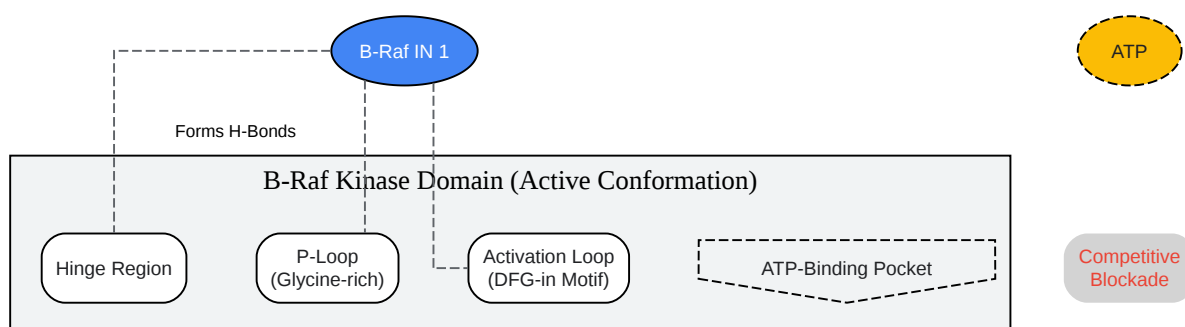 B-Raf IN 1
ATP
Forms H-Bonds
B-Raf Kinase Domain (Active Conformation)
Hinge Region
P-Loop
(Glycine-rich)
Activation Loop
(DFG-in Motif)
ATP-Binding Pocket
Competitive
Blockade